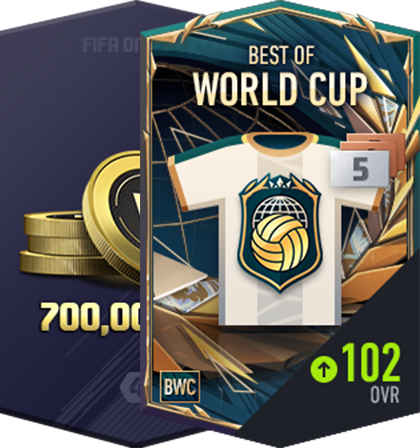 FIFA ON
BEST OF
WORLD CUP
5
700,00
102
BWC
OVR